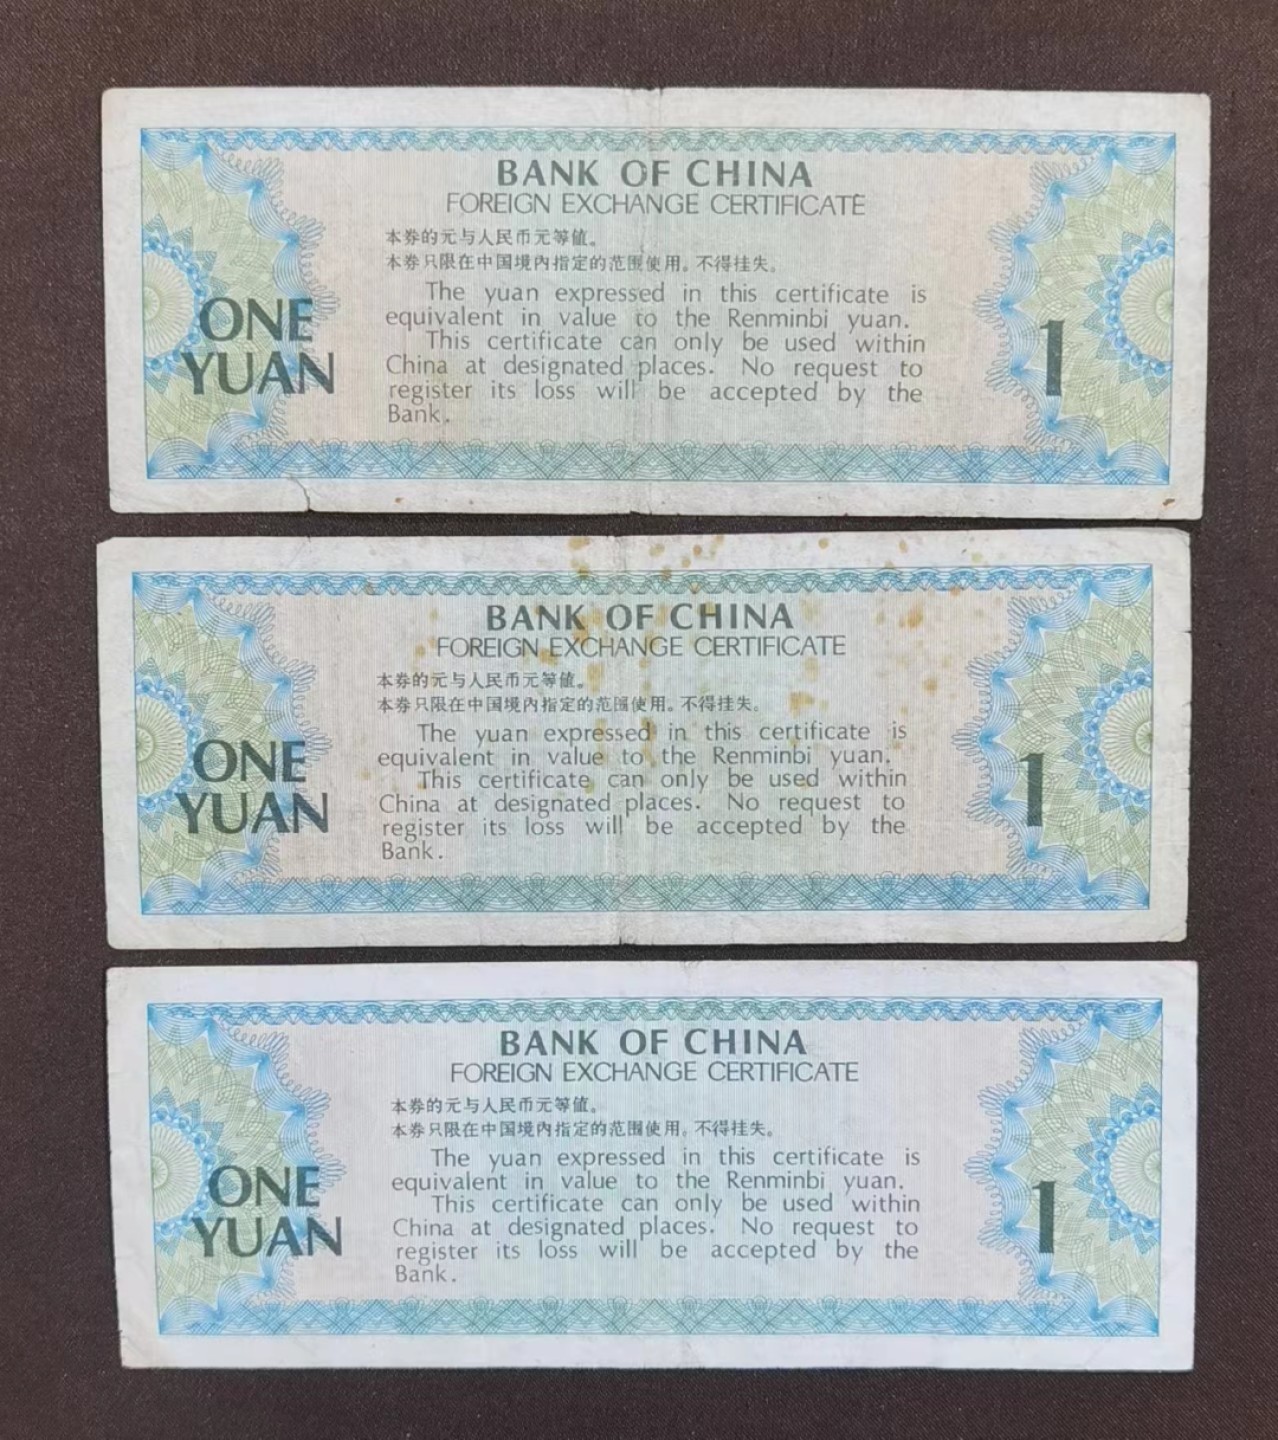 BANK OF CHINA
FOREIGN EXCHANGE CERTIFICATE
本券的元与人民币元等值。
本券只限在中国境内指定的范围使用。不得挂失。
The yuan expressed in this certificate is
equivalent in value to the Renminbi yuan.
This certificate can only be used within
China at designated places. No request to
register its loss will be accepted by the
Bank.
ONE
YUAN
1
BANK OF CHINA
FOREIGN EXCHANGE CERTIFICATE
本券的元与人民币元等值。
本券只限在中国境内指定的范围使用。不得挂失。
The yuan expressed in this certificate is
equivalent in value to the Renminbi yuan.
This certificate can only be used within
China at designated places. No request to
register its loss will be accepted by the
Bank.
ONE
YUAN
1
BANK OF CHINA
FOREIGN EXCHANGE CERTIFICATE
本券的元与人民币元等值。
本券只限在中国境内指定的范围使用。不得挂失。
The yuan expressed in this certificate is
equivalent in value to the Renminbi yuan.
This certificate can only be used within
China at designated places. No request to
register its loss will be accepted by the
Bank.
ONE
YUAN
1